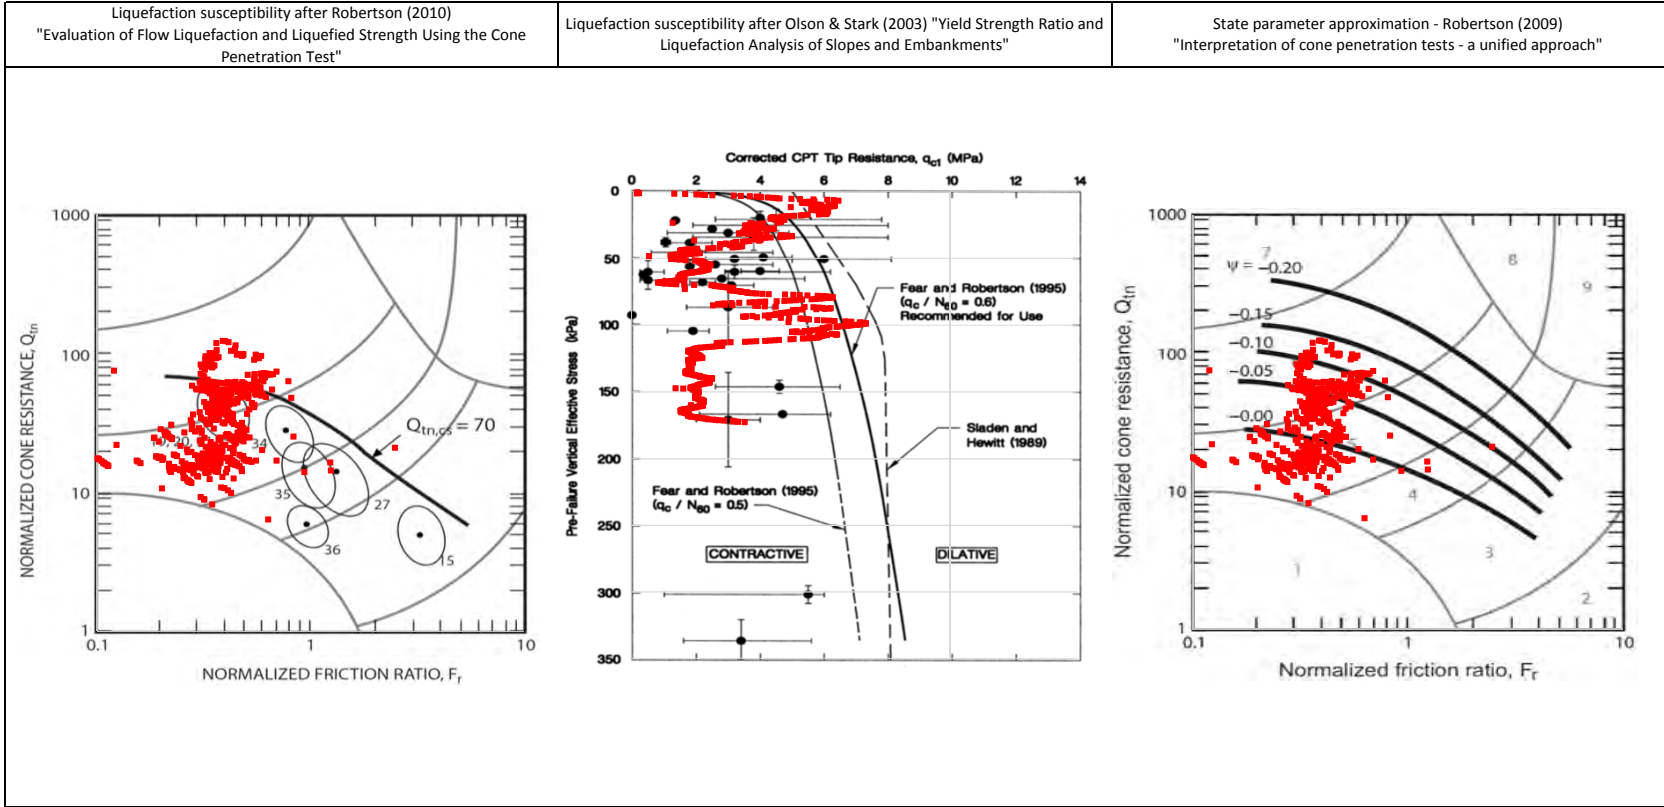 Liquefaction susceptibility after Robertson (2010)
"Evaluation of Flow Liquefaction and Liquefied Strength Using the Cone
Penetration Test"
Liquefaction susceptibility after Olson & Stark (2003) "Yield Strength Ratio and
Liquefaction Analysis of Slopes and Embankments"
State parameter approximation - Robertson (2009)
"Interpretation of cone penetration tests - a unified approach"
NORMALIZED CONE RESISTANCE, Qtn
1000
100
10
1
0.1
1
10
NORMALIZED FRICTION RATIO, Fr
Qtn,cs = 70
34
35
27
36
15
Corrected CPT Tip Resistance, qc1 (MPa)
0 2 4 6 8 10 12 14
Pre-Failure Vertical Effective Stress (kPa)
0
50
100
150
200
250
300
350
Fear and Robertson (1995)
(qc / N60 = 0.6)
Recommended for Use
Sladen and
Hewitt (1989)
Fear and Robertson (1995)
(qc / N60 = 0.5)
CONTRACTIVE
DILATIVE
Normalized cone resistance, Qtn
1000
100
10
1
0.1
1
10
Normalized friction ratio, Fr
7
8
9
ψ = −0.20
−0.15
−0.10
−0.05
−0.00
5
4
3
1
2